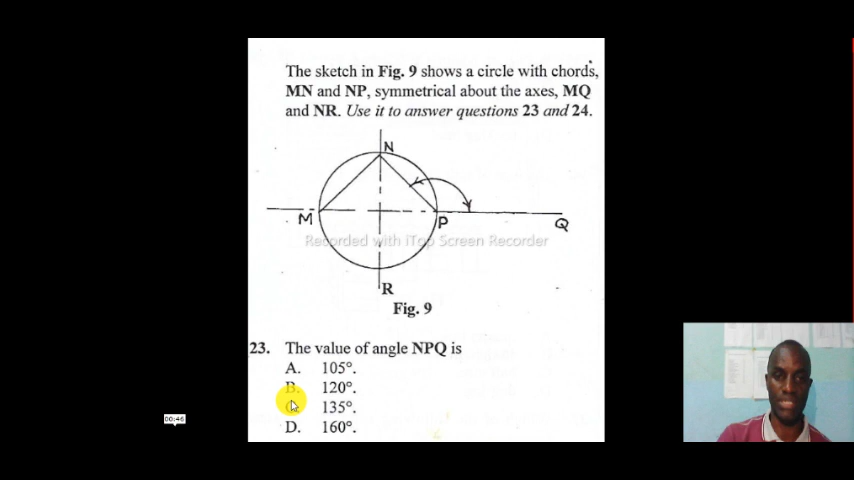 The sketch in Fig. 9 shows a circle with chords,
MN and NP, symmetrical about the axes, MQ
and NR. Use it to answer questions 23 and 24.
N
M
P
Q
Recorded with iTop Screen Recorder
R
Fig. 9
23. The value of angle NPQ is
A. 105°.
B. 120°.
C. 135°.
D. 160°.
00:46